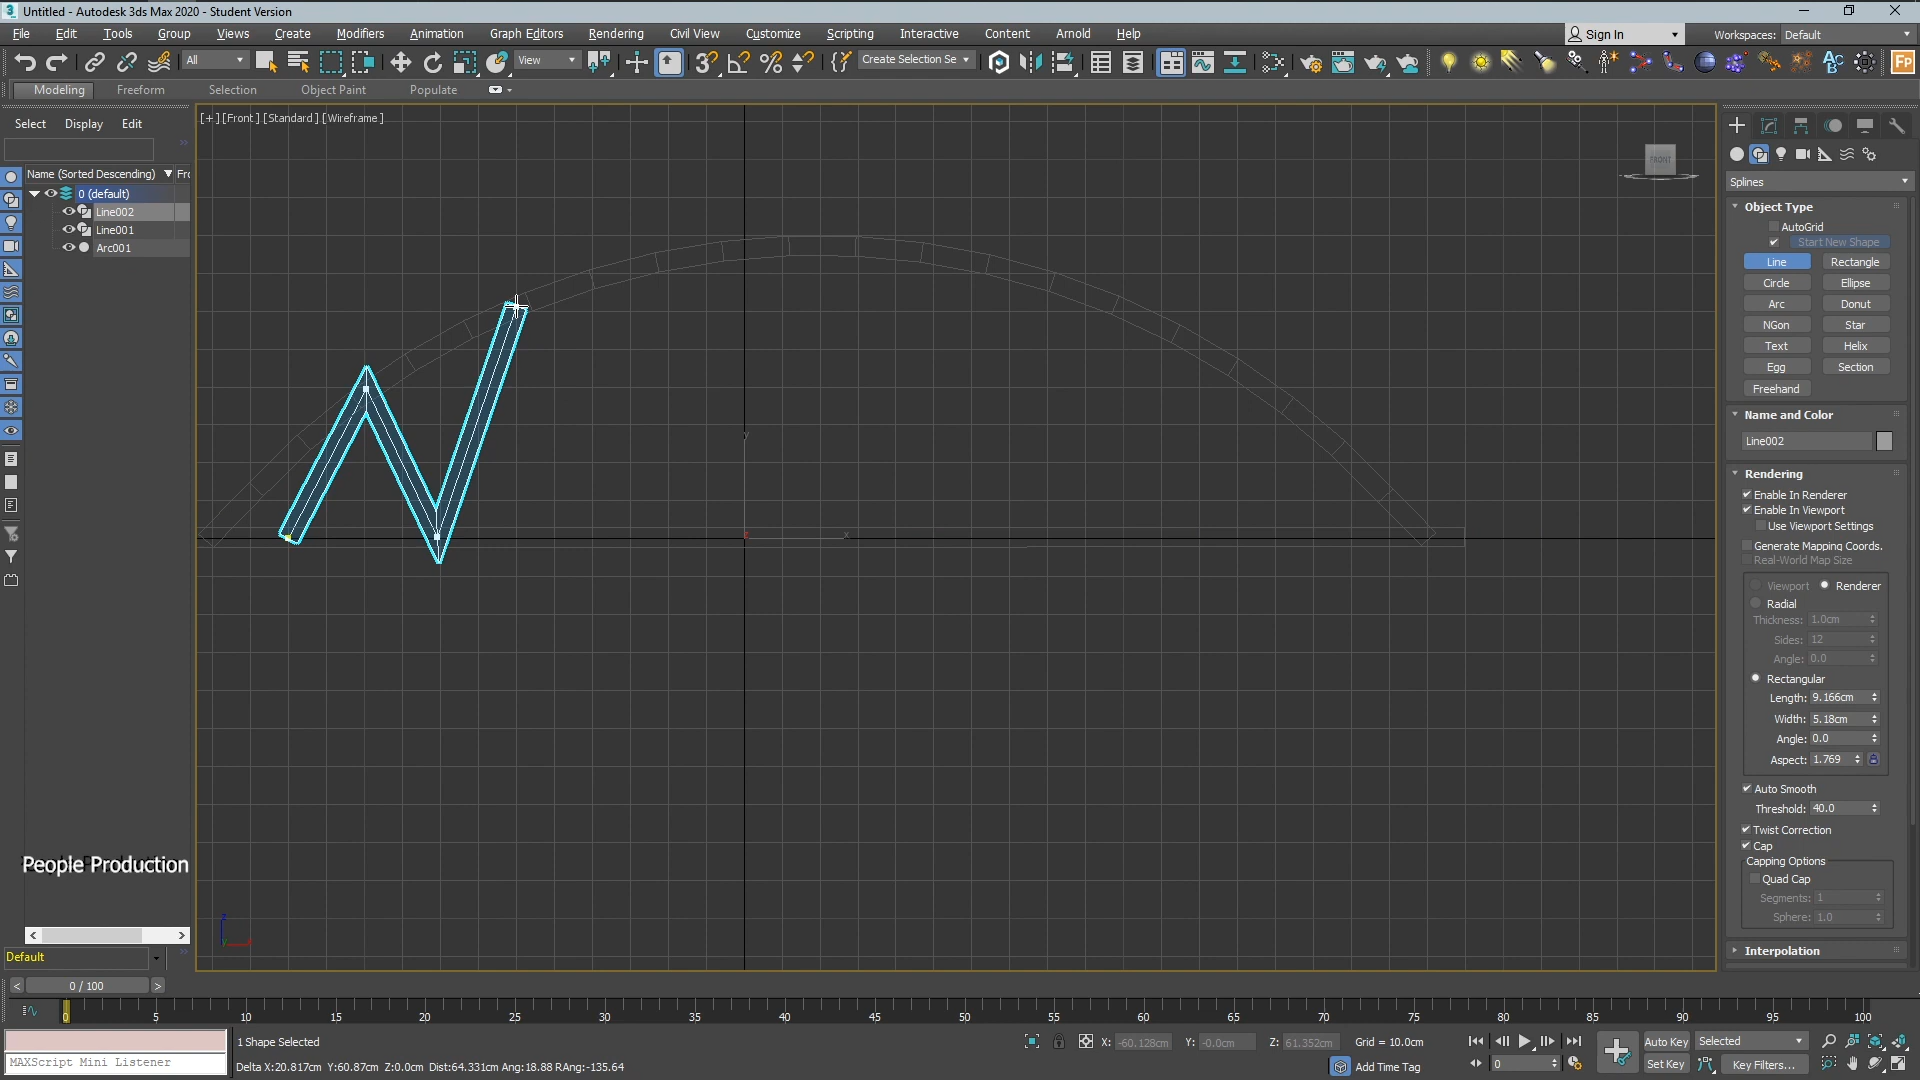 Untitled - Autodesk 3ds Max 2020 - Student Version
File Edit Tools Group Views Create Modifiers Animation Graph Editors Rendering Civil View Customize Scripting Interactive Content Arnold Help
Sign In
Workspaces: Default
All
View
Create Selection Se
Modeling Freeform Selection Object Paint Populate
Select Display Edit
[+] [Front] [Standard] [Wireframe]
Name (Sorted Descending)
Fro
0 (default)
Line002
Line001
Arc001
FRONT
y
x
Splines
Object Type
AutoGrid
Start New Shape
Line Rectangle
Circle Ellipse
Arc Donut
NGon Star
Text Helix
Egg Section
Freehand
Name and Color
Line002
Rendering
Enable In Renderer
Enable In Viewport
Use Viewport Settings
Generate Mapping Coords.
Real-World Map Size
Viewport Renderer
Radial
Thickness: 1.0cm
Sides: 12
Angle: 0.0
Rectangular
Length: 9.166cm
Width: 5.18cm
Angle: 0.0
Aspect: 1.769
Auto Smooth
Threshold: 40.0
Twist Correction
Cap
Capping Options
Quad Cap
Segments: 1
Sphere: 1.0
Interpolation
People Production
Default
0 / 100
0 5 10 15 20 25 30 35 40 45 50 55 60 65 70 75 80 85 90 95 100
1 Shape Selected
X: -60.128cm Y: -0.0cm Z: 61.352cm Grid = 10.0cm
Auto Key Selected
MAXScript Mini Listener
Delta X:20.817cm Y:60.87cm Z:0.0cm Dist:64.331cm Ang:18.88 RAng:-135.64
Add Time Tag
0
Set Key Key Filters...